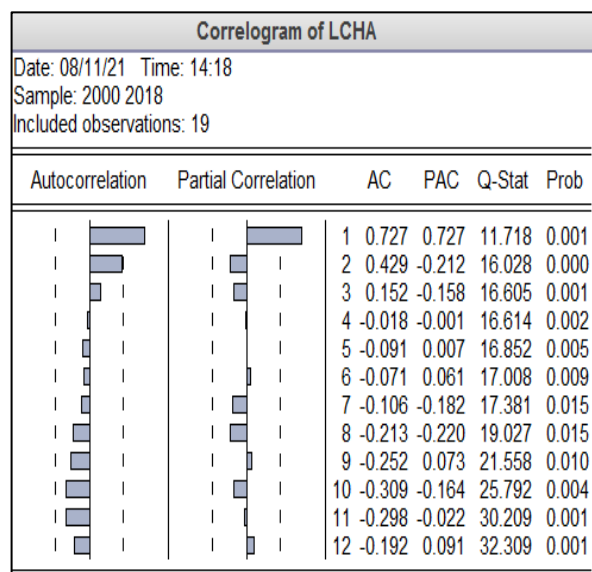 Correlogram of LCHA
Date: 08/11/21 Time: 14:18
Sample: 2000 2018
Included observations: 19
Autocorrelation Partial Correlation AC PAC Q-Stat Prob
1 0.727 0.727 11.718 0.001
2 0.429 -0.212 16.028 0.000
3 0.152 -0.158 16.605 0.001
4 -0.018 -0.001 16.614 0.002
5 -0.091 0.007 16.852 0.005
6 -0.071 0.061 17.008 0.009
7 -0.106 -0.182 17.381 0.015
8 -0.213 -0.220 19.027 0.015
9 -0.252 0.073 21.558 0.010
10 -0.309 -0.164 25.792 0.004
11 -0.298 -0.022 30.209 0.001
12 -0.192 0.091 32.309 0.001